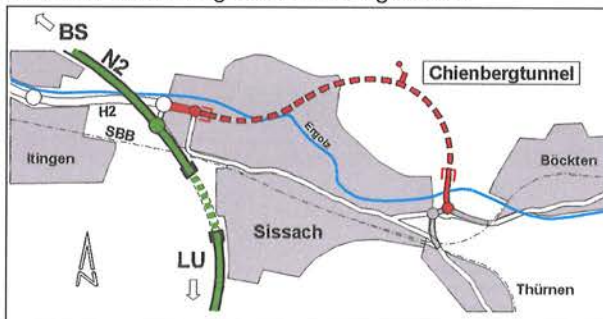 BS
N2
Chienbergtunnel
H2
SBB
Ergolz
Itingen
Böckten
Sissach
LU
Thürnen
N